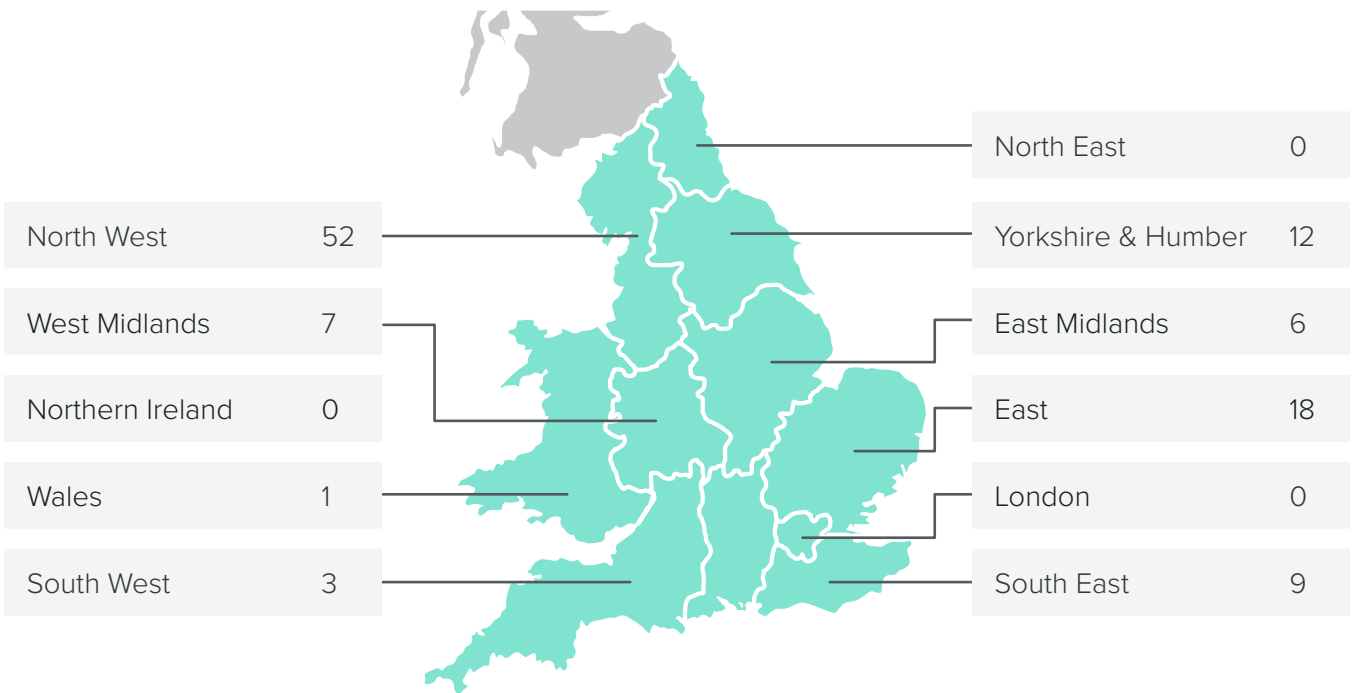 North West 52
West Midlands 7
Northern Ireland 0
Wales 1
South West 3
North East 0
Yorkshire & Humber 12
East Midlands 6
East 18
London 0
South East 9